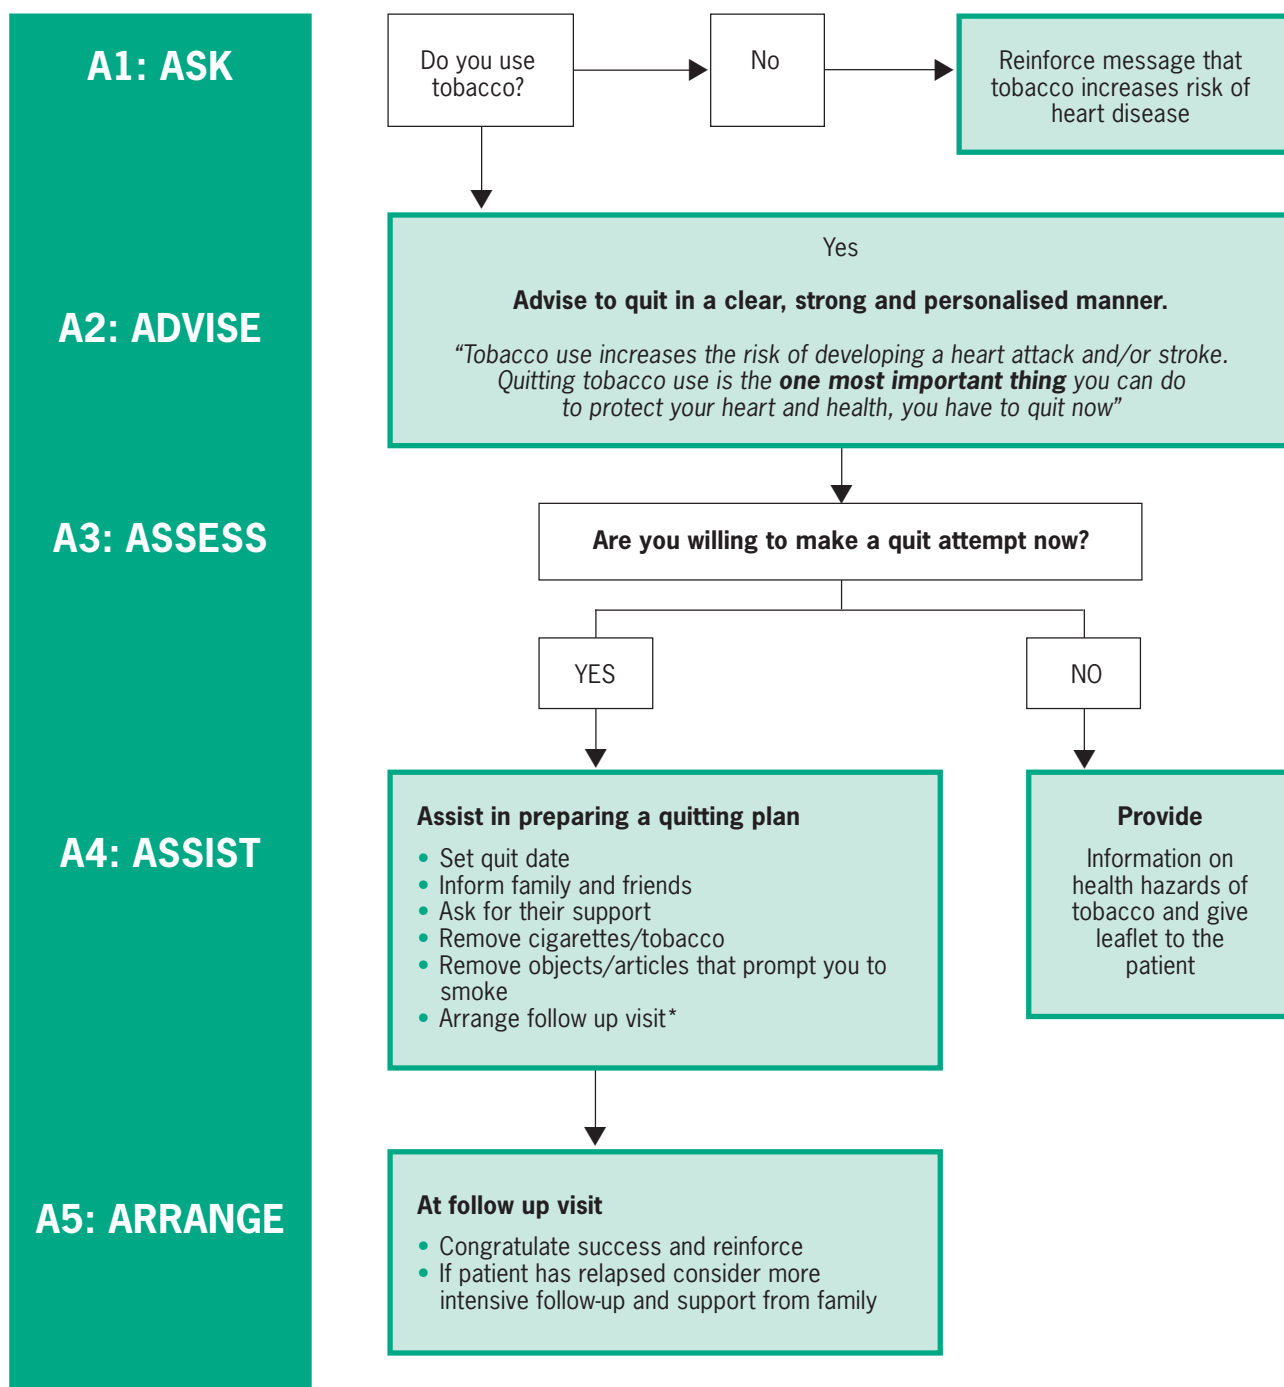 A1: ASK
Do you use
tobacco?
No
Reinforce message that
tobacco increases risk of
heart disease
A2: ADVISE
Yes
Advise to quit in a clear, strong and personalised manner.
“Tobacco use increases the risk of developing a heart attack and/or stroke.
Quitting tobacco use is the one most important thing you can do
to protect your heart and health, you have to quit now”
A3: ASSESS
Are you willing to make a quit attempt now?
YES
NO
A4: ASSIST
Assist in preparing a quitting plan
• Set quit date
• Inform family and friends
• Ask for their support
• Remove cigarettes/tobacco
• Remove objects/articles that prompt you to
smoke
• Arrange follow up visit*
Provide
Information on
health hazards of
tobacco and give
leaflet to the
patient
A5: ARRANGE
At follow up visit
• Congratulate success and reinforce
• If patient has relapsed consider more
intensive follow-up and support from family